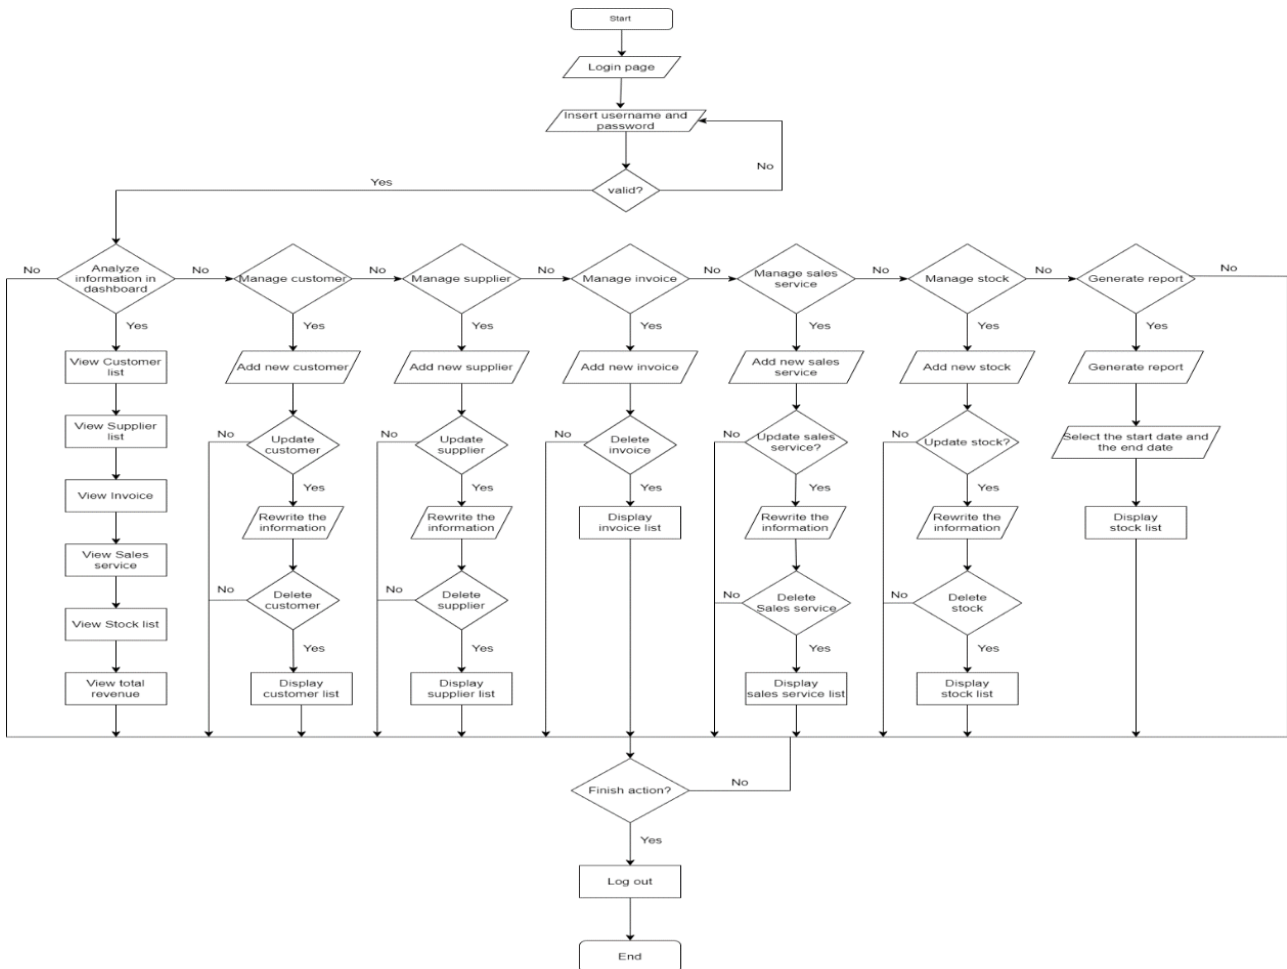 Start
Login page
Insert username and
password
No
Yes
valid?
No
Analyze
information in
dashboard
No
Manage customer
No
Manage supplier
No
Manage invoice
No
Manage sales
service
No
Manage stock
No
Generate report
No
Yes
Yes
Yes
Yes
Yes
Yes
Yes
View Customer
list
Add new customer
Add new supplier
Add new invoice
Add new sales
service
Add new stock
Generate report
View Supplier
list
No
Update
customer
No
Update
supplier
No
Delete
invoice
No
Update sales
service?
No
Update stock?
Select the start date and
the end date
Yes
Yes
Yes
Yes
Yes
View Invoice
Rewrite the
information
Rewrite the
information
Display
invoice list
Rewrite the
information
Rewrite the
information
Display
stock list
View Sales
service
No
Delete
customer
No
Delete
supplier
No
Delete
Sales service
No
Delete
stock
View Stock list
Yes
Yes
Yes
Yes
View total
revenue
Display
customer list
Display
supplier list
Display
sales service list
Display
stock list
Finish action?
No
Yes
Log out
End